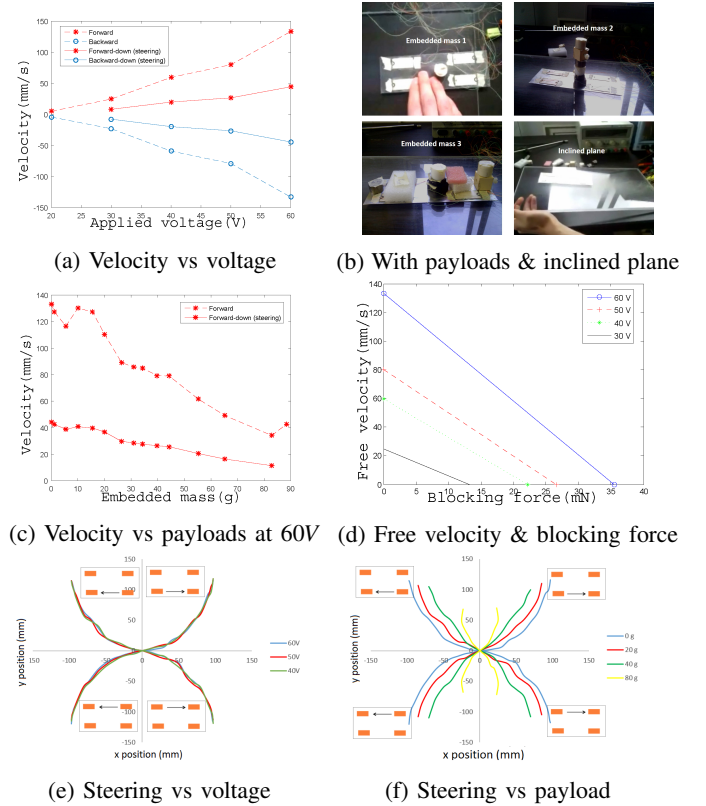 150
100
50
0
-50
-100
-150
20
25
30
35
40
45
50
55
60
Velocity(mm/s)
Applied voltage(V)
Forward
Backward
Forward-down (steering)
Backward-down (steering)
(a) Velocity vs voltage
Embedded mass 1
Embedded mass 2
Embedded mass 3
Inclined plane
(b) With payloads & inclined plane
140
120
100
80
60
40
20
0
0
10
20
30
40
50
60
70
80
90
Velocity(mm/s)
Embedded mass(g)
Forward
Forward-down (steering)
(c) Velocity vs payloads at 60V
140
120
100
80
60
40
20
0
0
5
10
15
20
25
30
35
40
Free velocity(mm/s)
Blocking force(mN)
60 V
50 V
40 V
30 V
(d) Free velocity & blocking force
150
100
50
0
-50
-100
-150
-150
-100
-50
50
100
150
y position (mm)
x position (mm)
60V
50V
40V
(e) Steering vs voltage
150
100
50
0
-50
-100
-150
-150
-100
-50
50
100
150
y position (mm)
x position (mm)
0 g
20 g
40 g
80 g
(f) Steering vs payload